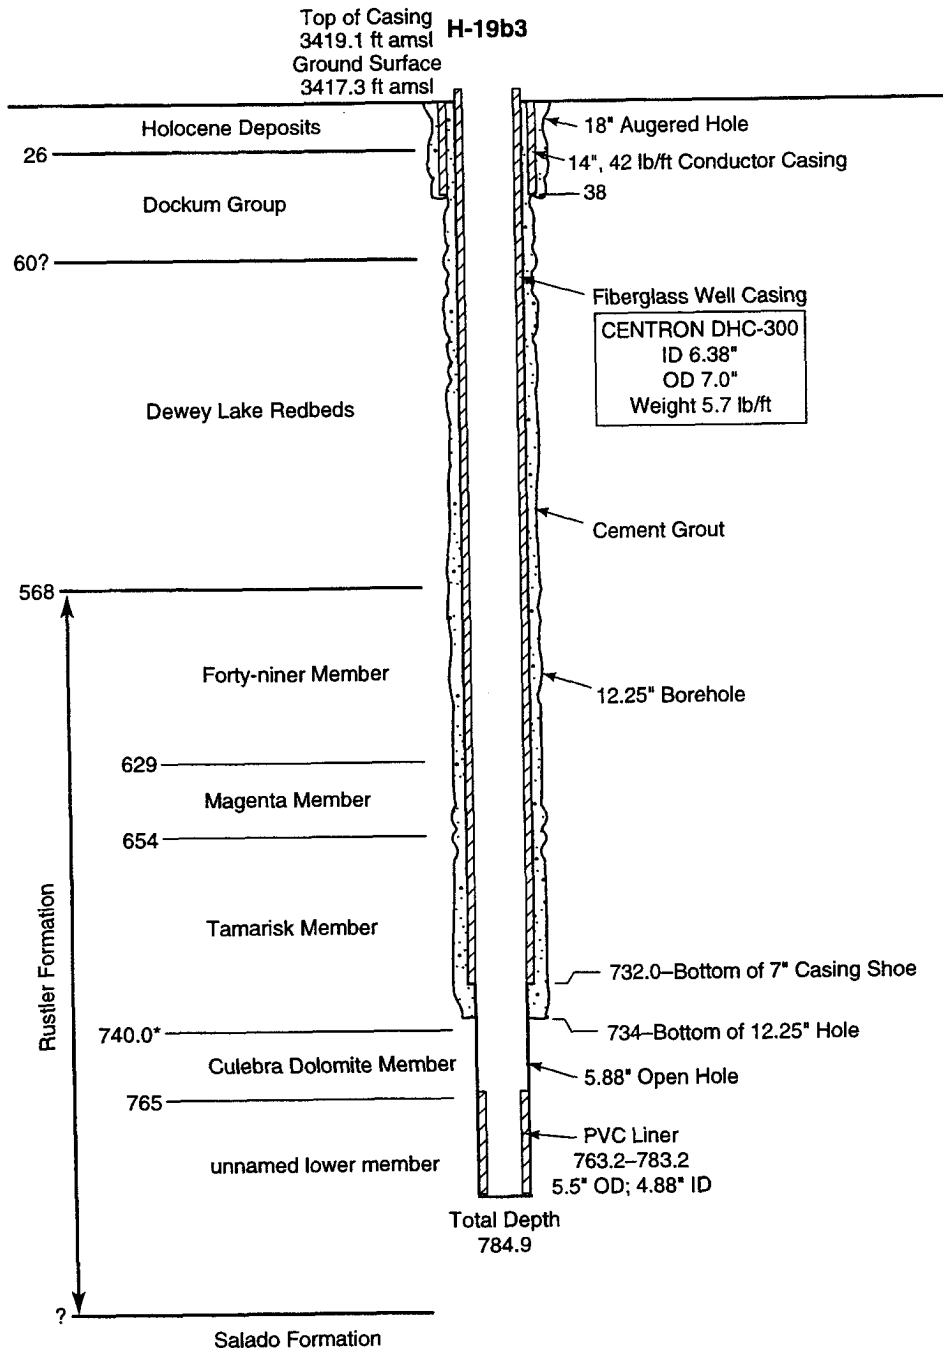 Top of Casing
3419.1 ft amsl
H-19b3
Ground Surface
3417.3 ft amsl
Holocene Deposits
18" Augered Hole
26
14", 42 lb/ft Conductor Casing
38
Dockum Group
60?
Fiberglass Well Casing
CENTRON DHC-300
ID 6.38"
OD 7.0"
Weight 5.7 lb/ft
Dewey Lake Redbeds
Cement Grout
568
Forty-niner Member
12.25" Borehole
629
Magenta Member
654
Rustler Formation
Tamarisk Member
732.0–Bottom of 7" Casing Shoe
734–Bottom of 12.25" Hole
740.0*
Culebra Dolomite Member
5.88" Open Hole
765
PVC Liner
763.2–783.2
5.5" OD; 4.88" ID
unnamed lower member
Total Depth
784.9
?
Salado Formation